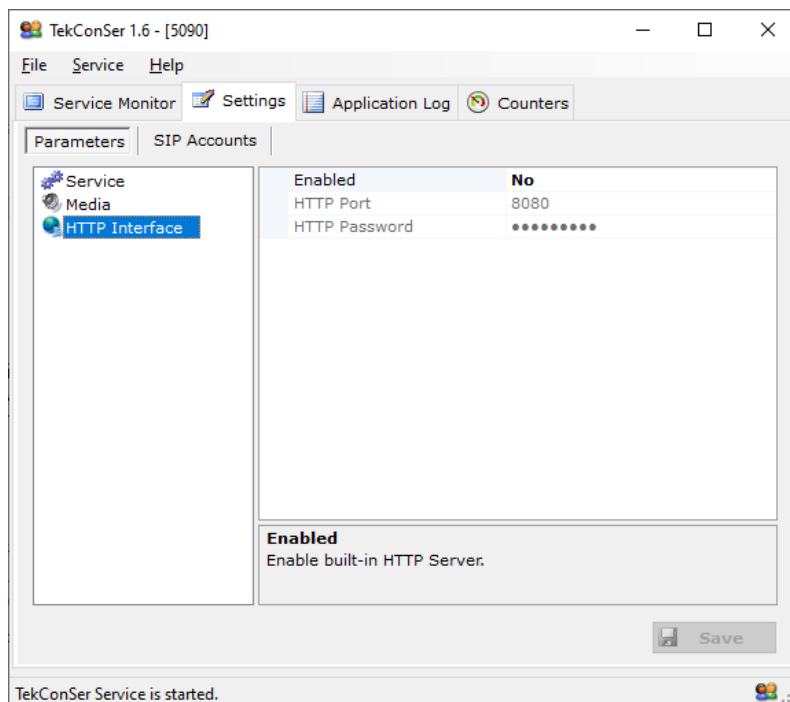 TekConSer 1.6 - [5090]
File Service Help
Service Monitor Settings Application Log Counters
Parameters SIP Accounts
Service
Media
HTTP Interface
Enabled No
HTTP Port 8080
HTTP Password •••••••••
Enabled
Enable built-in HTTP Server.
Save
TekConSer Service is started.